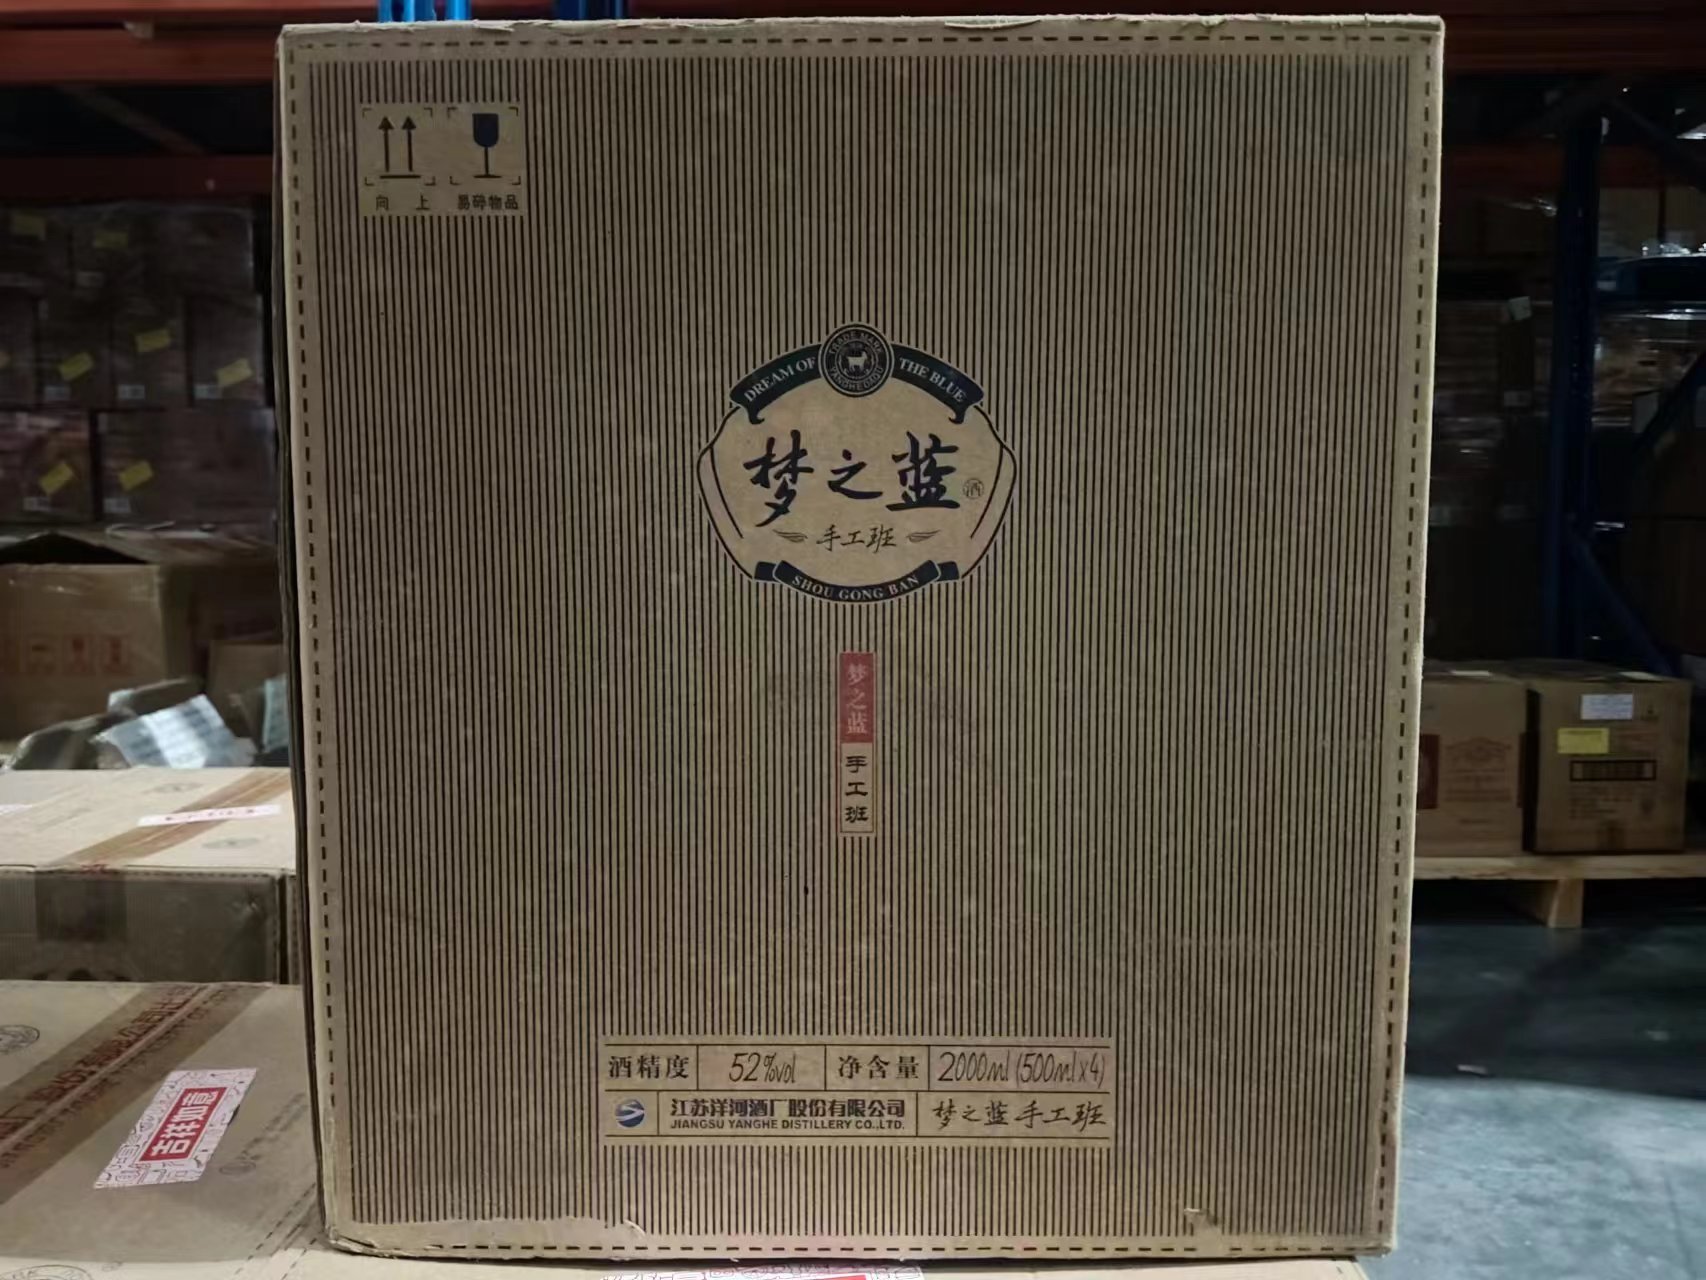 向 上 易碎物品
TRADE MARK
DREAM OF THE BLUE
YANGHEDAQU
梦之蓝 酒
手工班
SHOU GONG BAN
梦之蓝
手工班
酒精度 52%vol 净含量 2000ml(500ml×4)
江苏洋河酒厂股份有限公司 梦之蓝手工班
JIANGSU YANGHE DISTILLERY CO.,LTD.
吉祥如意